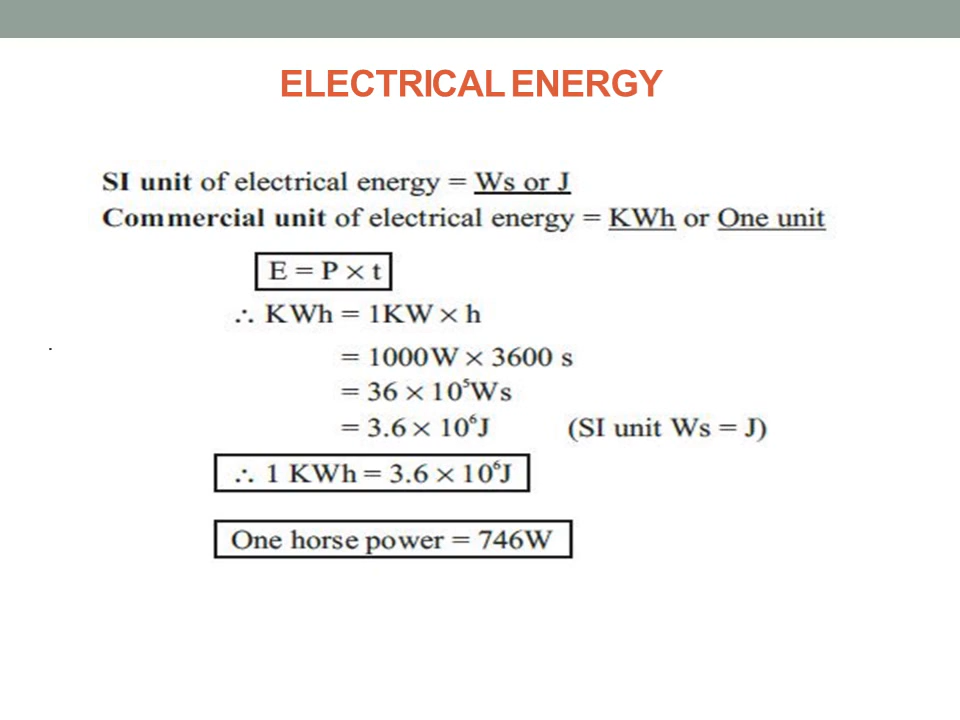 ELECTRICAL ENERGY
SI unit of electrical energy = Ws or J
Commercial unit of electrical energy = KWh or One unit
E = P × t
∴ KWh = 1KW × h
.
= 1000W × 3600 s
= 36 × 10⁵Ws
= 3.6 × 10⁶J (SI unit Ws = J)
∴ 1 KWh = 3.6 × 10⁶J
One horse power = 746W